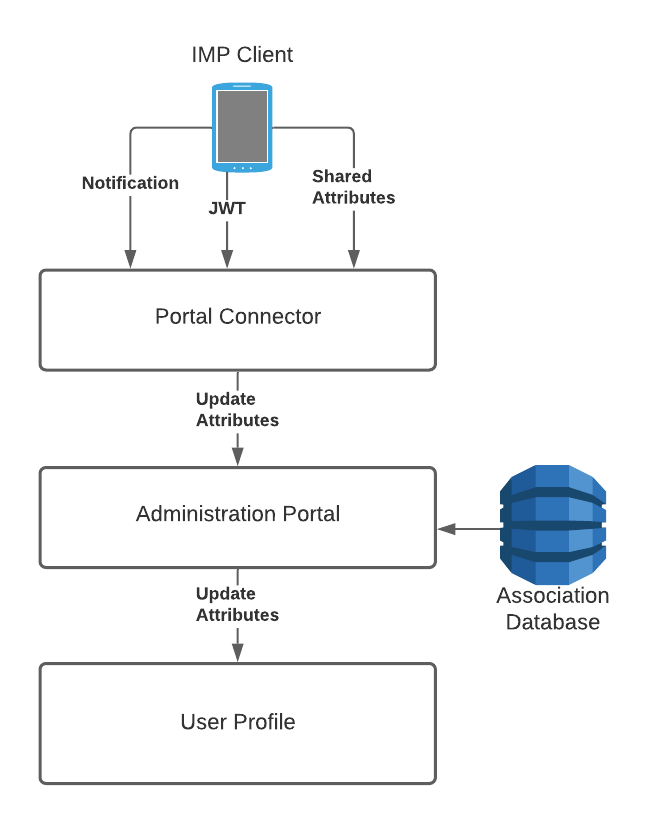 IMP Client
Notification
JWT
Shared
Attributes
Portal Connector
Update
Attributes
Administration Portal
Association
Database
Update
Attributes
User Profile